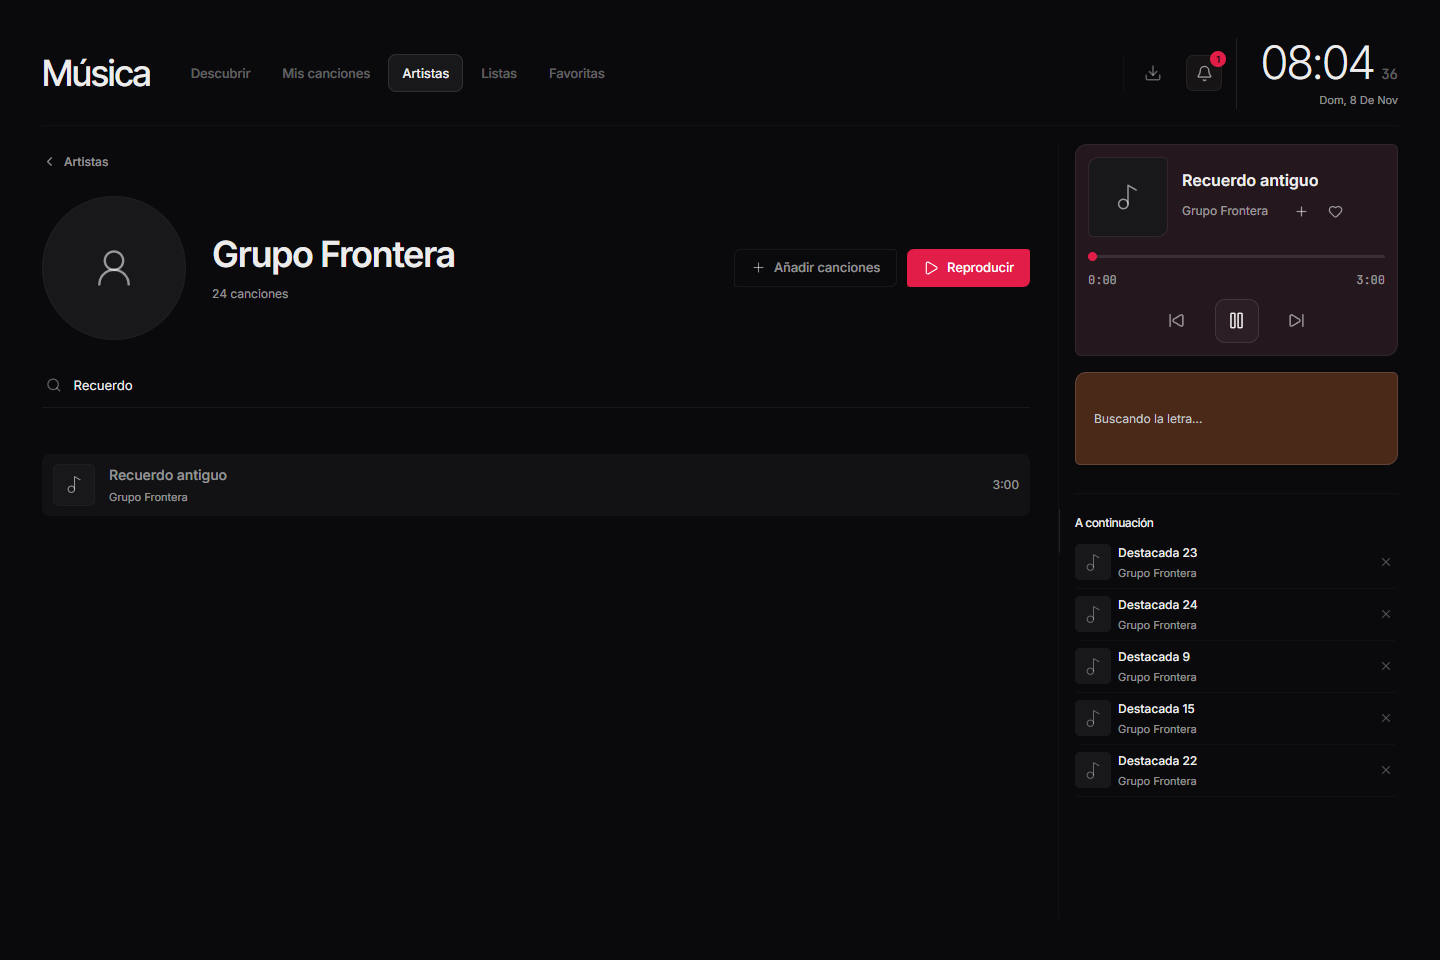 Música
Descubrir
Mis canciones
Artistas
Listas
Favoritas
1
08:04 36
Dom, 8 De Nov
Artistas
Grupo Frontera
24 canciones
Añadir canciones
Reproducir
Recuerdo
Recuerdo antiguo
Grupo Frontera
3:00
Recuerdo antiguo
Grupo Frontera
0:00
3:00
Buscando la letra...
A continuación
Destacada 23
Grupo Frontera
Destacada 24
Grupo Frontera
Destacada 9
Grupo Frontera
Destacada 15
Grupo Frontera
Destacada 22
Grupo Frontera